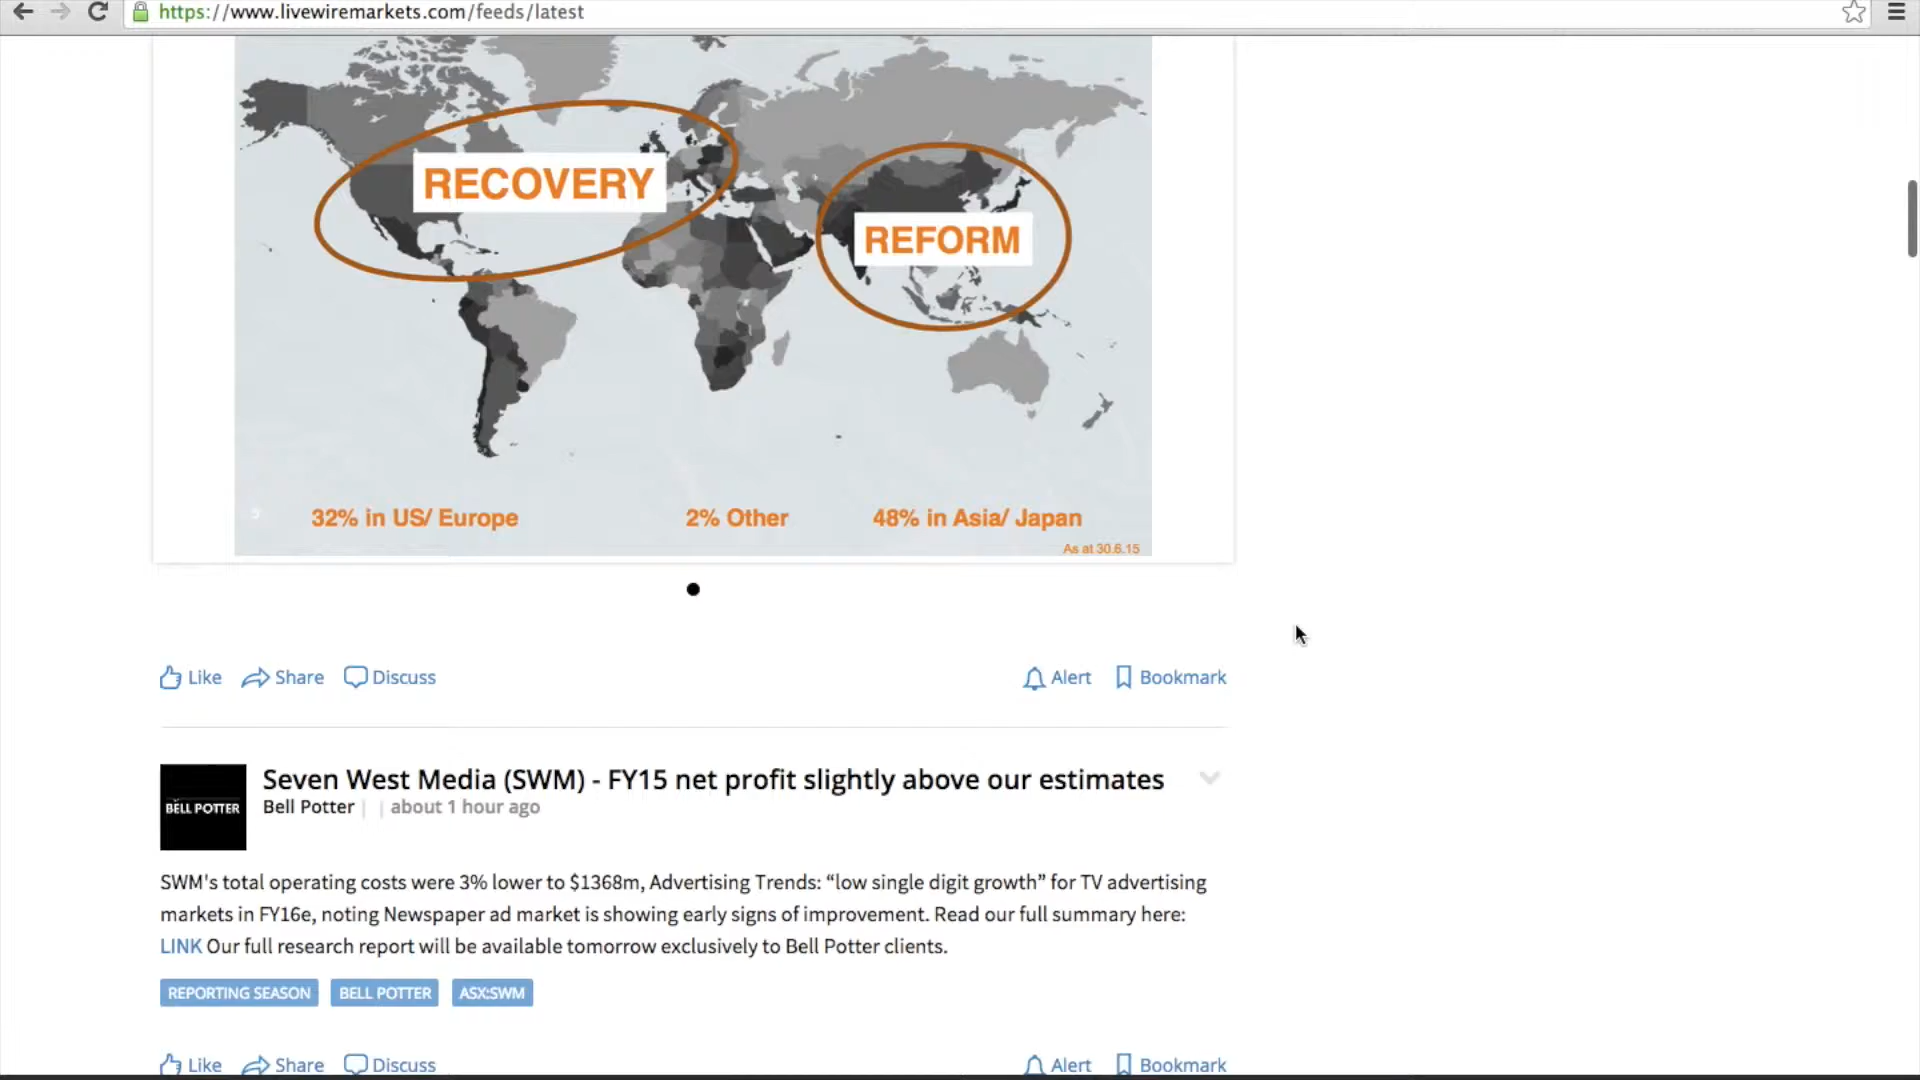 https://www.livewiremarkets.com/feeds/latest
RECOVERY
REFORM
32% in US/ Europe
2% Other
48% in Asia/ Japan
As at 30.6.15
Like
Share
Discuss
Alert
Bookmark
Seven West Media (SWM) - FY15 net profit slightly above our estimates
BELL POTTER
Bell Potter | | about 1 hour ago
SWM's total operating costs were 3% lower to $1368m, Advertising Trends: “low single digit growth” for TV advertising
markets in FY16e, noting Newspaper ad market is showing early signs of improvement. Read our full summary here:
LINK Our full research report will be available tomorrow exclusively to Bell Potter clients.
REPORTING SEASON
BELL POTTER
ASX:SWM
Like
Share
Discuss
Alert
Bookmark